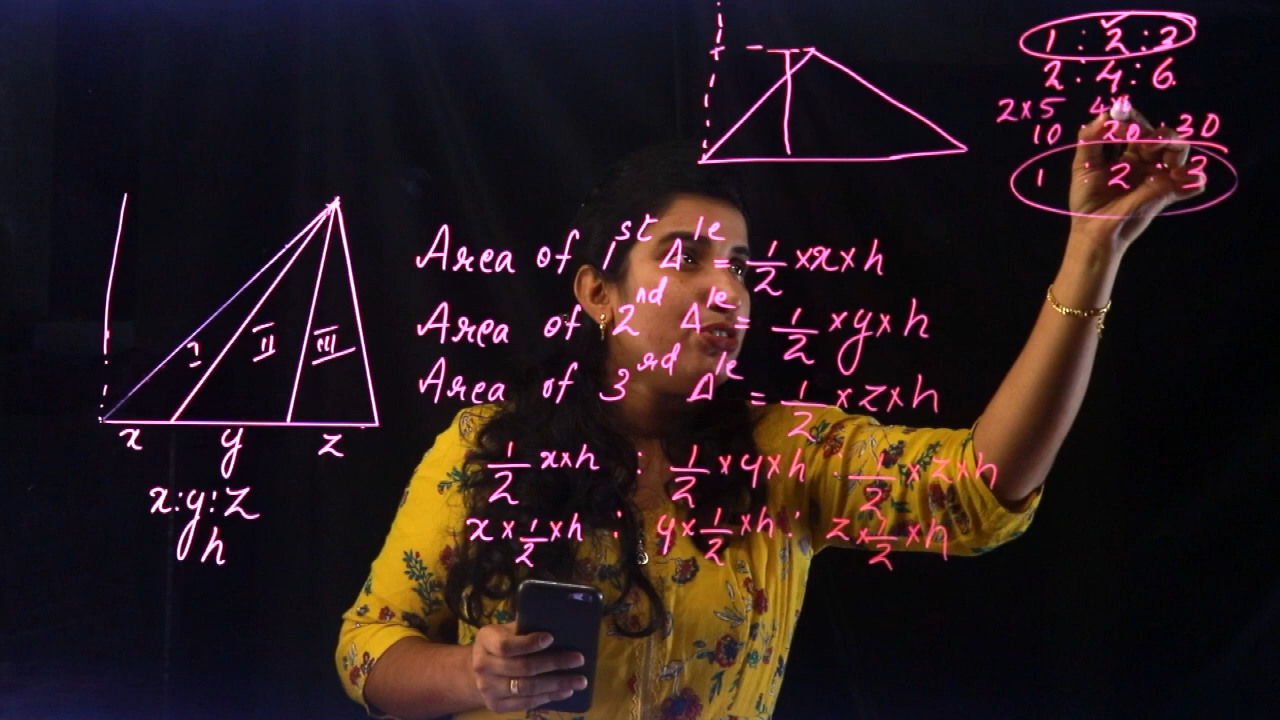 1 : 2 : 3
2 : 4 : 6
2 x 5 4x
10 : 20 : 30
1 : 2 : 3
I II III
x y z
x:y:z
h
Area of 1st Δle = 1/2 × x × h
Area of 2nd Δle = 1/2 × y × h
Area of 3rd Δle = 1/2 × z × h
1/2 x × h : 1/2 × y × h : 1/2 × z × h
x × 1/2 × h : y × 1/2 × h : z × 1/2 × h